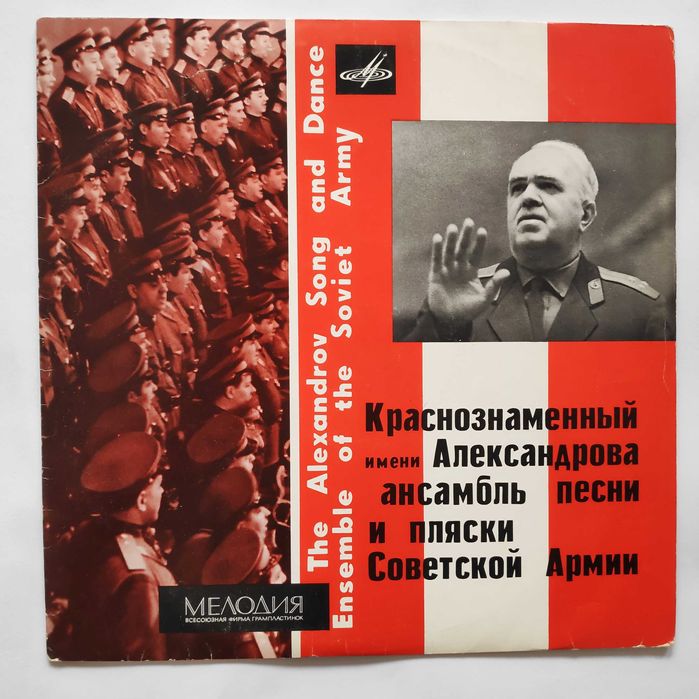 The Alexandrov Song and Dance
Ensemble of the Soviet Army
Краснознаменный
имени Александрова
ансамбль песни
и пляски
Советской Армии
МЕЛОДИЯ
ВСЕСОЮЗНАЯ ФИРМА ГРАМПЛАСТИНОК